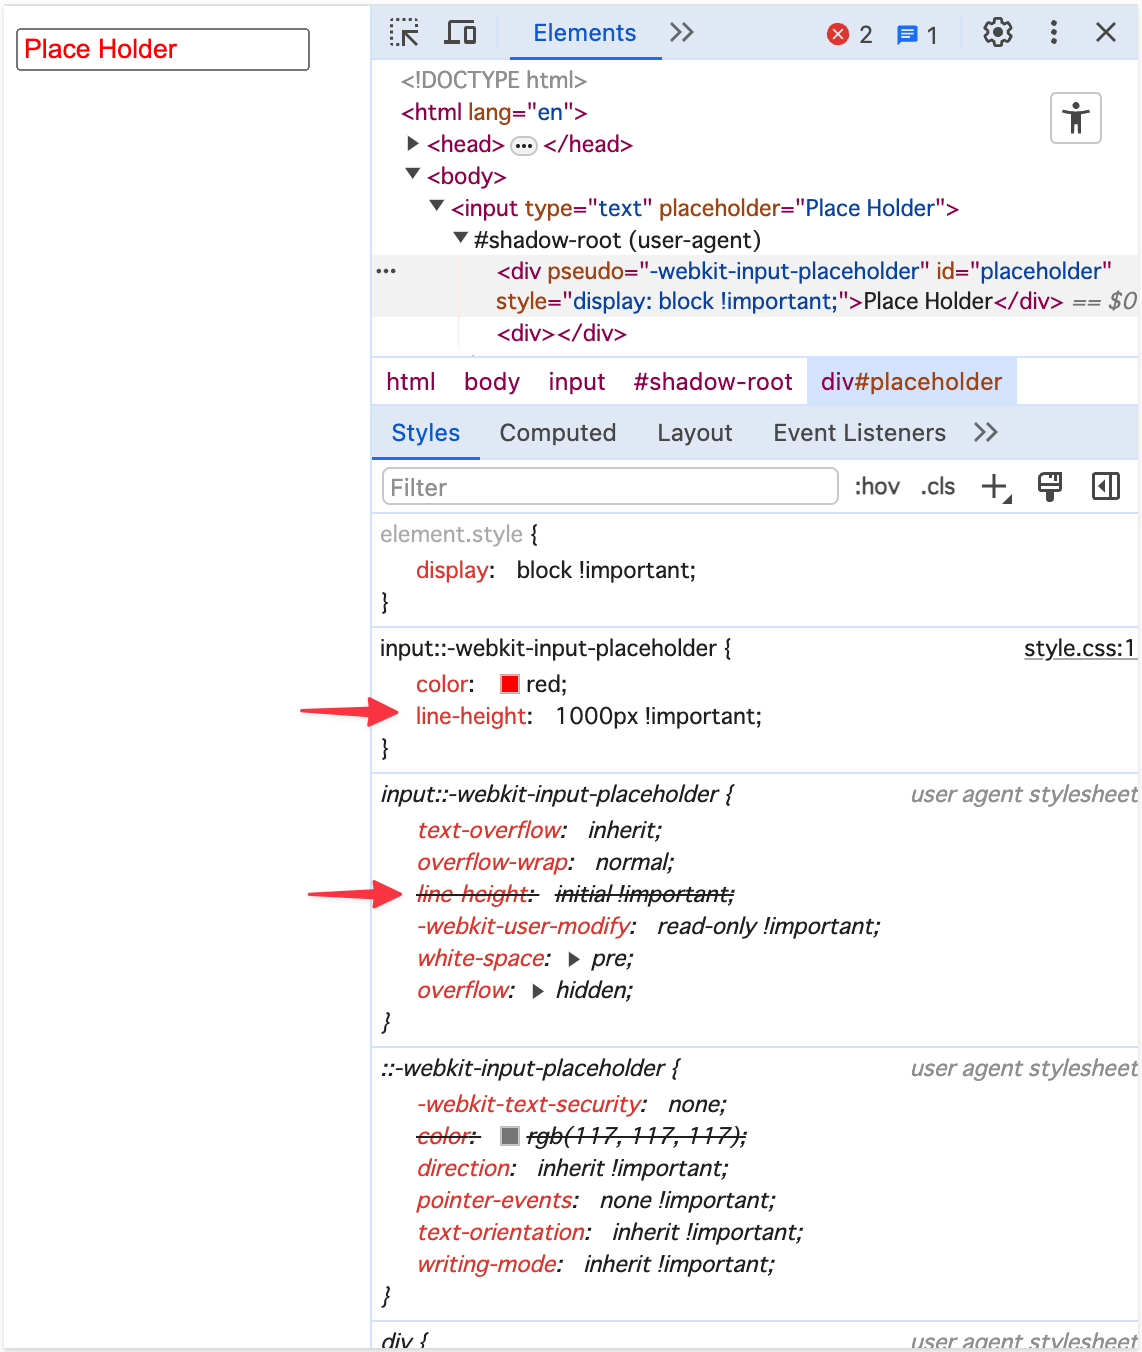 Place Holder
Elements
2
1
<!DOCTYPE html>
<html lang="en">
<head> ••• </head>
<body>
<input type="text" placeholder="Place Holder">
#shadow-root (user-agent)
••• <div pseudo="-webkit-input-placeholder" id="placeholder"
style="display: block !important;">Place Holder</div> == $0
<div></div>
html body input #shadow-root div#placeholder
Styles Computed Layout Event Listeners
Filter :hov .cls
element.style {
display: block !important;
}
input::-webkit-input-placeholder { style.css:1
color: red;
line-height: 1000px !important;
}
input::-webkit-input-placeholder { user agent stylesheet
text-overflow: inherit;
overflow-wrap: normal;
line-height: initial !important;
-webkit-user-modify: read-only !important;
white-space: pre;
overflow: hidden;
}
::-webkit-input-placeholder { user agent stylesheet
-webkit-text-security: none;
color: rgb(117, 117, 117);
direction: inherit !important;
pointer-events: none !important;
text-orientation: inherit !important;
writing-mode: inherit !important;
}
div { user agent stylesheet